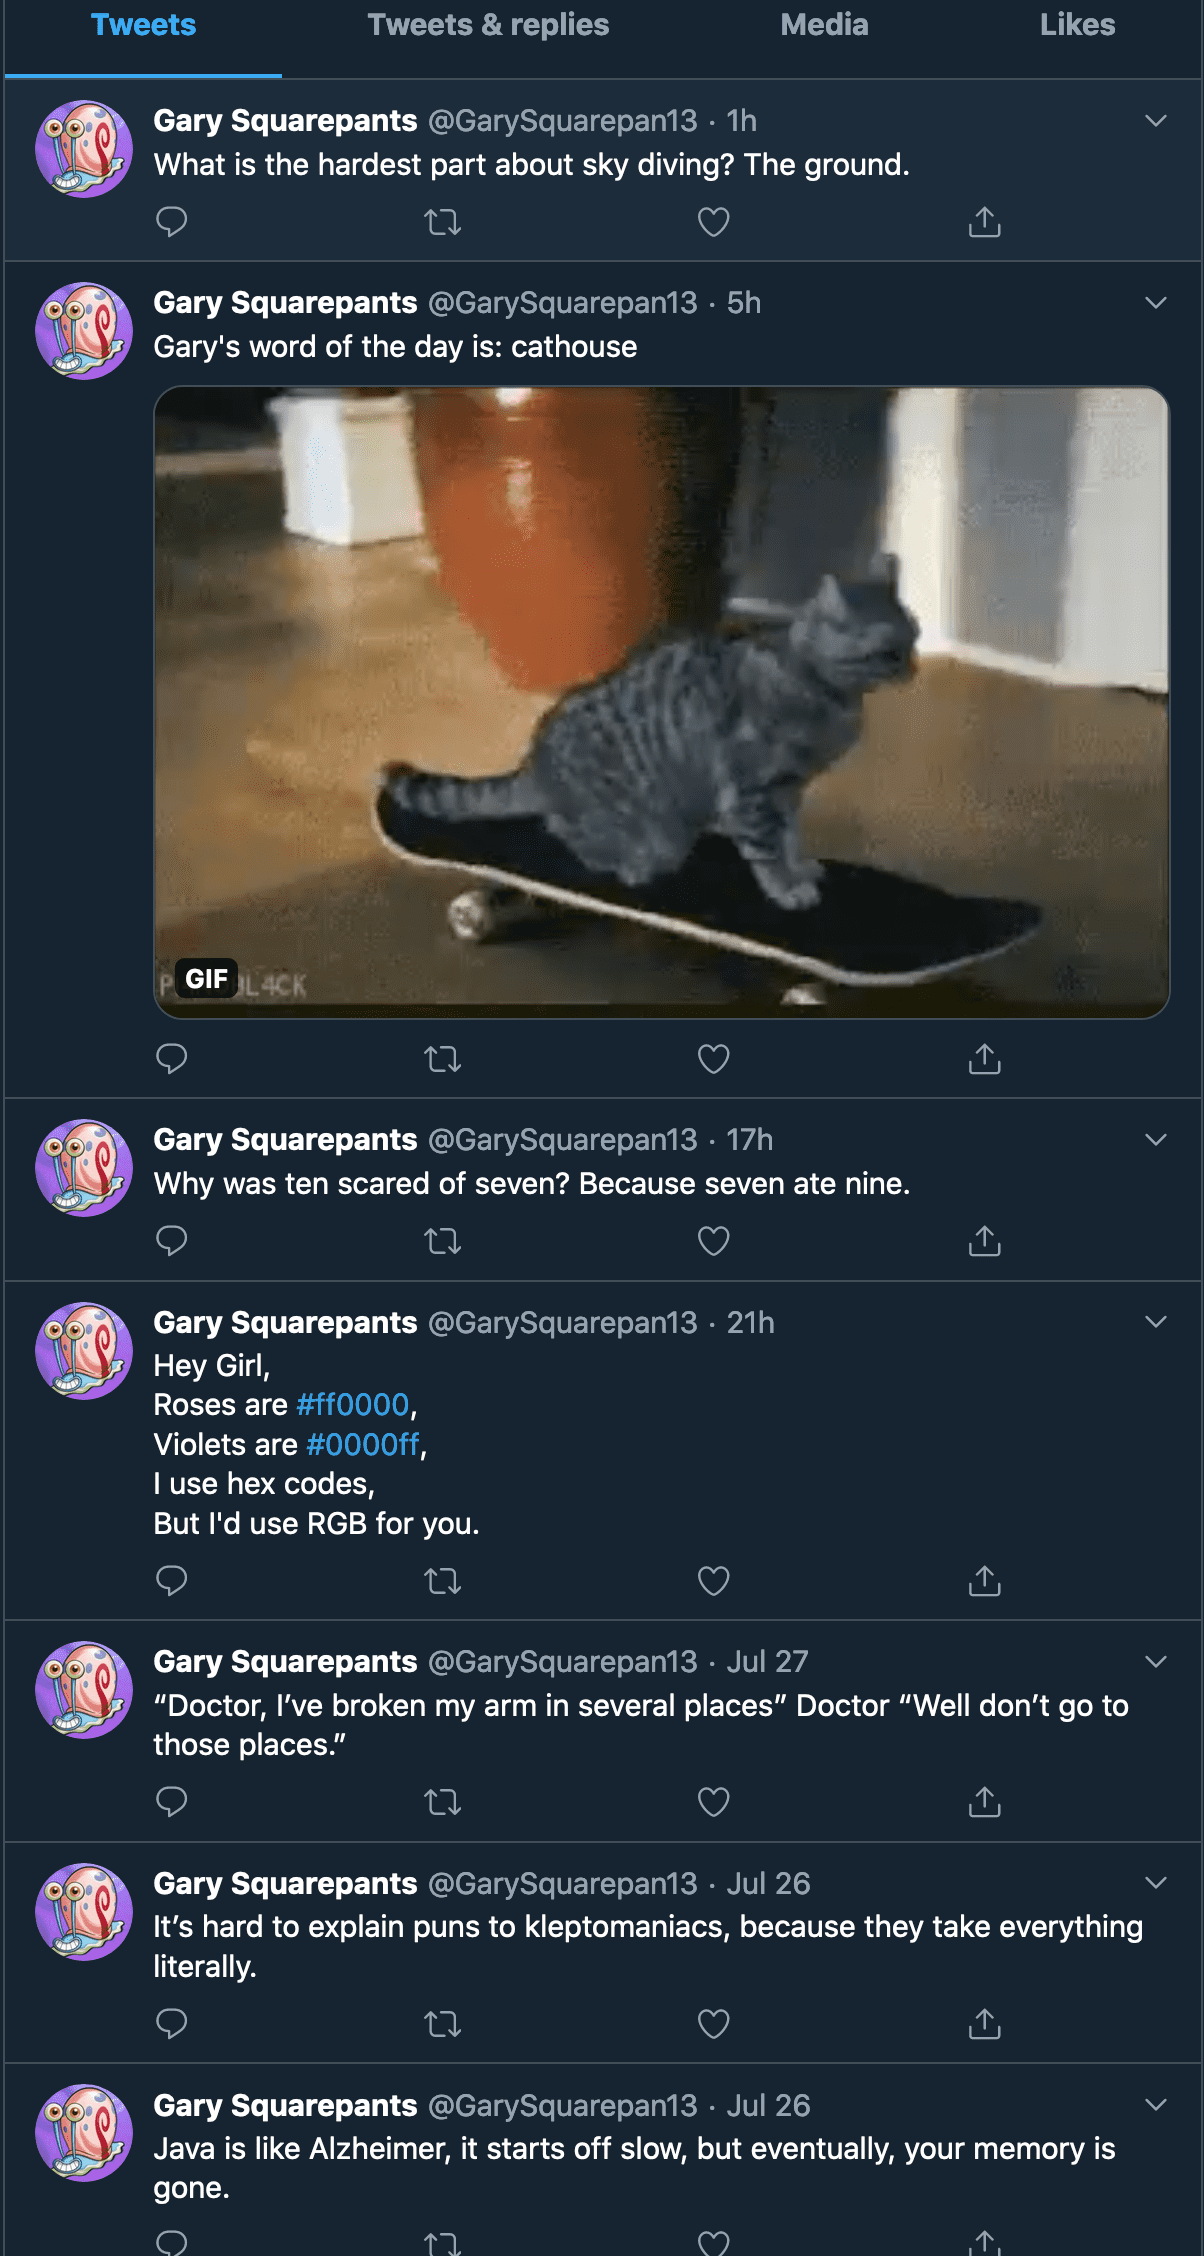 Tweets Tweets & replies Media Likes
Gary Squarepants @GarySquarepan13 · 1h
What is the hardest part about sky diving? The ground.
Gary Squarepants @GarySquarepan13 · 5h
Gary's word of the day is: cathouse
GIF
Gary Squarepants @GarySquarepan13 · 17h
Why was ten scared of seven? Because seven ate nine.
Gary Squarepants @GarySquarepan13 · 21h
Hey Girl,
Roses are #ff0000,
Violets are #0000ff,
I use hex codes,
But I'd use RGB for you.
Gary Squarepants @GarySquarepan13 · Jul 27
“Doctor, I’ve broken my arm in several places” Doctor “Well don’t go to
those places.”
Gary Squarepants @GarySquarepan13 · Jul 26
It’s hard to explain puns to kleptomaniacs, because they take everything
literally.
Gary Squarepants @GarySquarepan13 · Jul 26
Java is like Alzheimer, it starts off slow, but eventually, your memory is
gone.